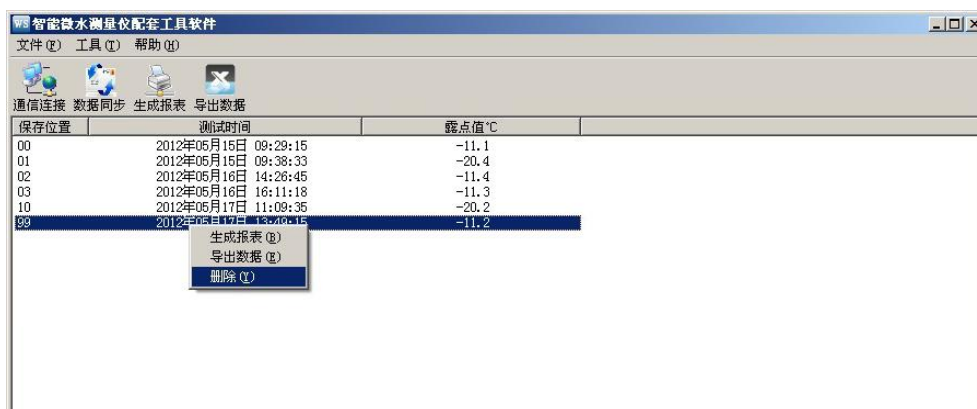 WS 智能微水测量仪配套工具软件
文件(F) 工具(T) 帮助(H)
通信连接 数据同步 生成报表 导出数据
保存位置 测试时间 露点值℃
00 2012年05月15日 09:29:15 -11.1
01 2012年05月15日 09:38:33 -20.4
02 2012年05月16日 14:26:45 -11.4
03 2012年05月16日 16:11:18 -11.3
10 2012年05月17日 11:09:35 -20.2
99 2012年05月17日 13:49:15 -11.2
生成报表(R)
导出数据(E)
删除(Y)